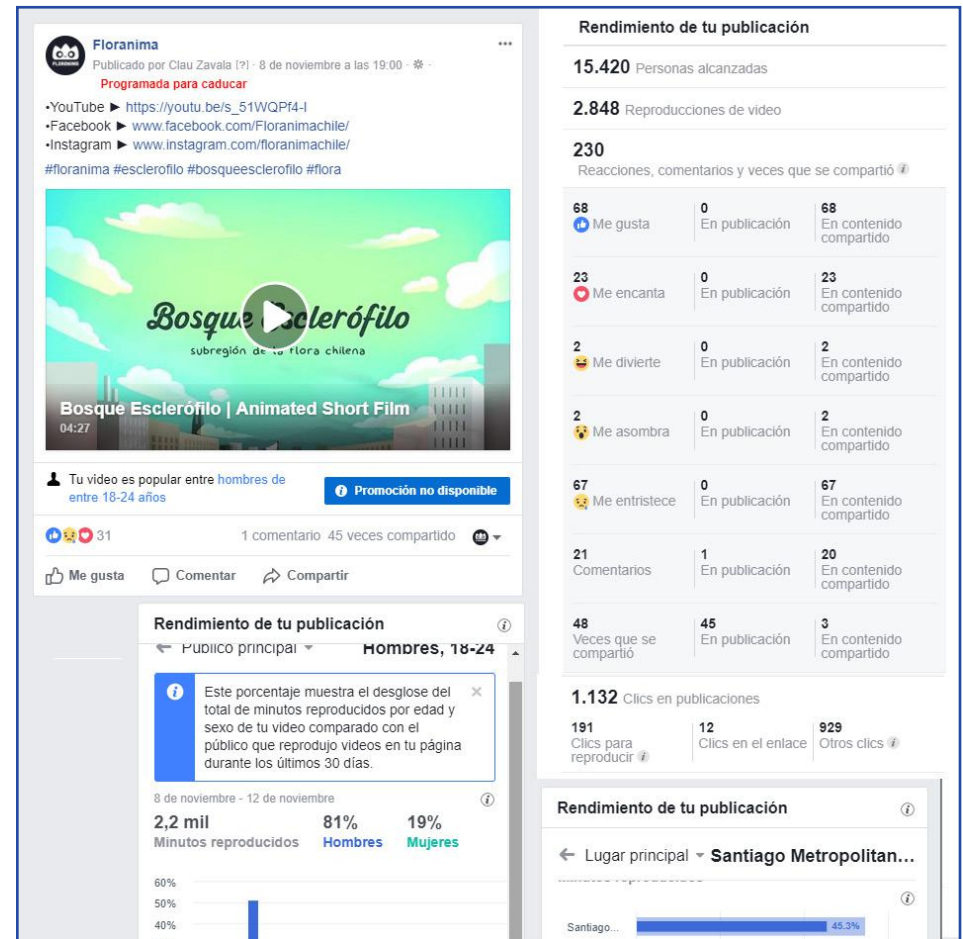 Floranima
Publicado por Clau Zavala [?] · 8 de noviembre a las 19:00 ·
Programada para caducar
•YouTube ► https://youtu.be/s_51WQPf4-I
•Facebook ► www.facebook.com/Floranimachile/
•Instagram ► www.instagram.com/floranimachile/
#floranima #esclerofilo #bosqueesclerofilo #flora
Bosque Esclerófilo
subregión de la flora chilena
Bosque Esclerófilo | Animated Short Film
04:27
Tu video es popular entre hombres de
entre 18-24 años
Promoción no disponible
31
1 comentario 45 veces compartido
Me gusta Comentar Compartir
Rendimiento de tu publicación
Público principal Hombres, 18-24
Este porcentaje muestra el desglose del
total de minutos reproducidos por edad y
sexo de tu video comparado con el
público que reprodujo videos en tu página
durante los últimos 30 días.
8 de noviembre - 12 de noviembre
2,2 mil 81% 19%
Minutos reproducidos Hombres Mujeres
60%
50%
40%
Rendimiento de tu publicación
15.420 Personas alcanzadas
2.848 Reproducciones de video
230
Reacciones, comentarios y veces que se compartió
68 0 68
Me gusta En publicación En contenido
compartido
23 0 23
Me encanta En publicación En contenido
compartido
2 0 2
Me divierte En publicación En contenido
compartido
2 0 2
Me asombra En publicación En contenido
compartido
67 0 67
Me entristece En publicación En contenido
compartido
21 1 20
Comentarios En publicación En contenido
compartido
48 45 3
Veces que se En publicación En contenido
compartió compartido
1.132 Clics en publicaciones
191 12 929
Clics para Clics en el enlace Otros clics
reproducir
Rendimiento de tu publicación
Lugar principal Santiago Metropolitan...
Santiago... 45.3%